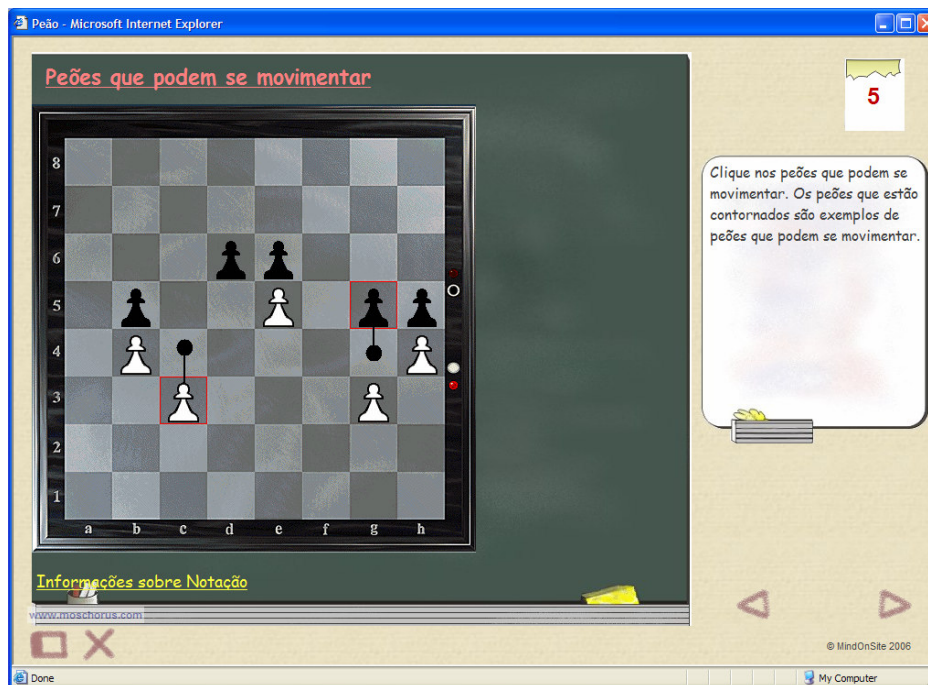 Peão - Microsoft Internet Explorer
Peões que podem se movimentar
5
Clique nos peões que podem se
movimentar. Os peões que estão
contornados são exemplos de
peões que podem se movimentar.
8
7
6
5
4
3
2
1
a b c d e f g h
Informações sobre Notação
www.moschorus.com
© MindOnSite 2006
Done
My Computer